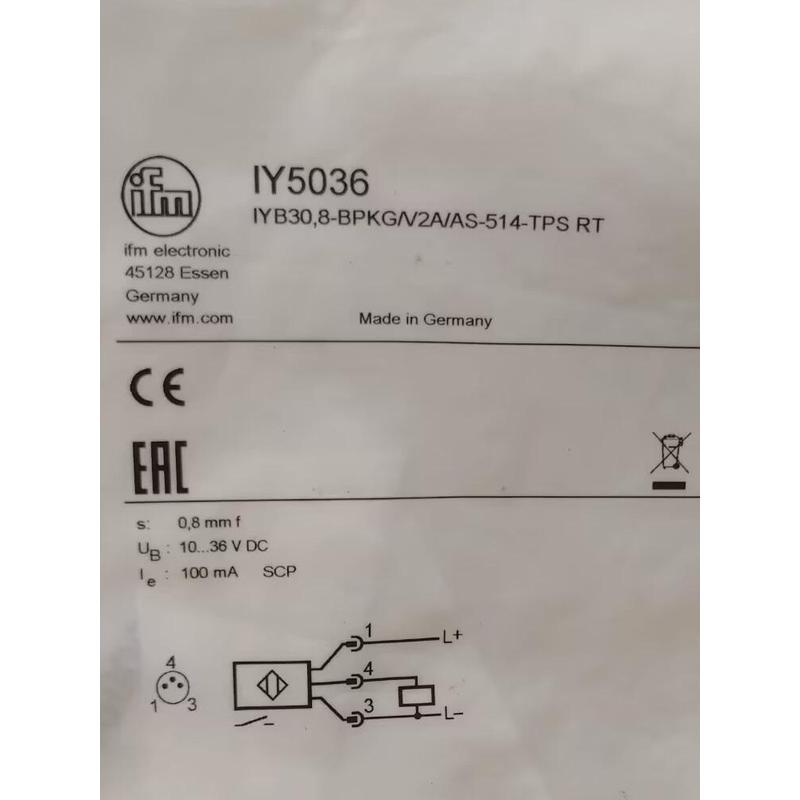 ifm
IY5036
IYB30,8-BPKG/V2A/AS-514-TPS RT
ifm electronic
45128 Essen
Germany
www.ifm.com
Made in Germany
CE
EAC
s: 0,8 mm f
UB : 10...36 V DC
Ie : 100 mA SCP
1 L+
4
4
1 3
3 L–